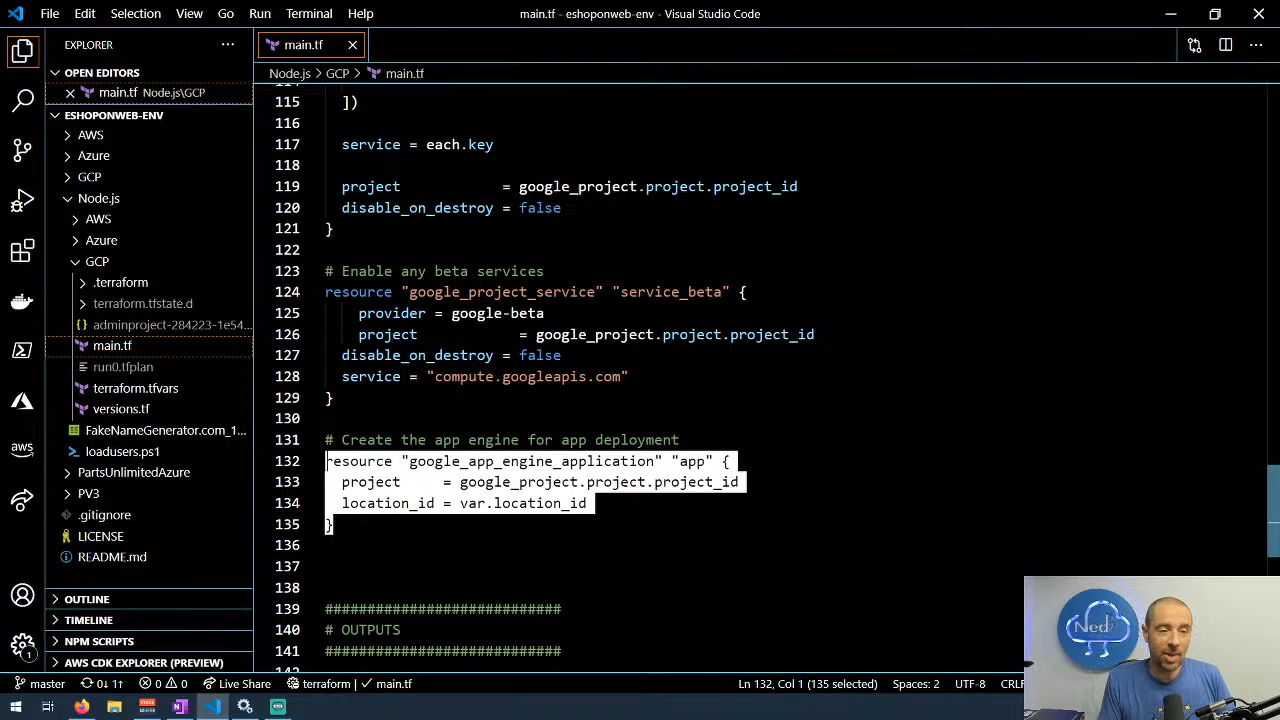 File Edit Selection View Go Run Terminal Help
main.tf - eshoponweb-env - Visual Studio Code
EXPLORER
main.tf
OPEN EDITORS
main.tf Node.js\GCP
Node.js > GCP > main.tf
ESHOPONWEB-ENV
AWS
Azure
GCP
Node.js
AWS
Azure
GCP
.terraform
terraform.tfstate.d
adminproject-284223-1e54...
main.tf
run0.tfplan
terraform.tfvars
versions.tf
FakeNameGenerator.com_1...
loadusers.ps1
PartsUnlimitedAzure
PV3
.gitignore
LICENSE
README.md
OUTLINE
TIMELINE
NPM SCRIPTS
AWS CDK EXPLORER (PREVIEW)
aws
115 ])
116
117 service = each.key
118
119 project = google_project.project.project_id
120 disable_on_destroy = false
121 }
122
123 # Enable any beta services
124 resource "google_project_service" "service_beta" {
125 provider = google-beta
126 project = google_project.project.project_id
127 disable_on_destroy = false
128 service = "compute.googleapis.com"
129 }
130
131 # Create the app engine for app deployment
132 resource "google_app_engine_application" "app" {
133 project = google_project.project.project_id
134 location_id = var.location_id
135 }
136
137
138
139 ############################
140 # OUTPUTS
141 ############################
1
master 0↓ 1↑ 0 0 Live Share terraform main.tf
Ln 132, Col 1 (135 selected) Spaces: 2 UTF-8